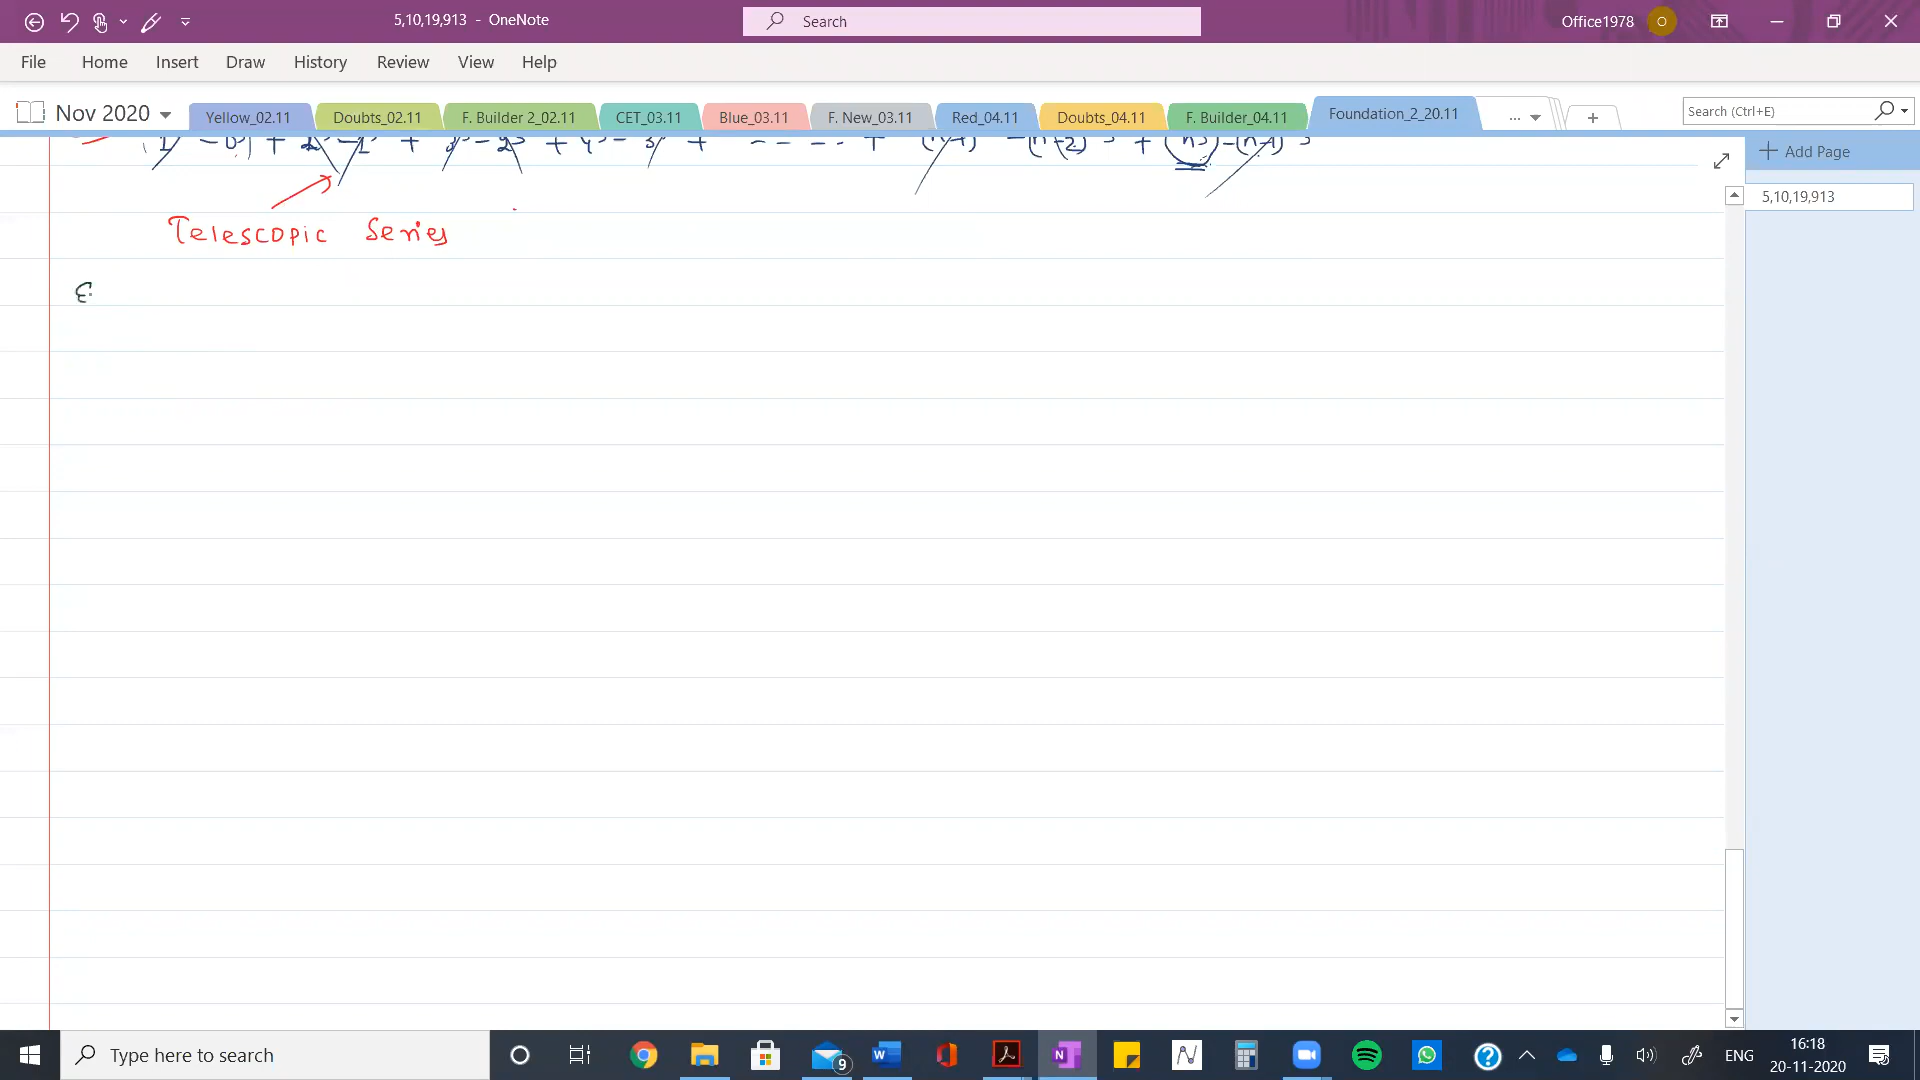 5,10,19,913 - OneNote
Search
Office1978
O
File Home Insert Draw History Review View Help
Nov 2020
Yellow_02.11 Doubts_02.11 F. Builder 2_02.11 CET_03.11 Blue_03.11 F. New_03.11 Red_04.11 Doubts_04.11 F. Builder_04.11 Foundation_2_20.11 ...
Search (Ctrl+E)
Add Page
5,10,19,913
Telescopic Series
Type here to search
9
ENG
16:18
20-11-2020